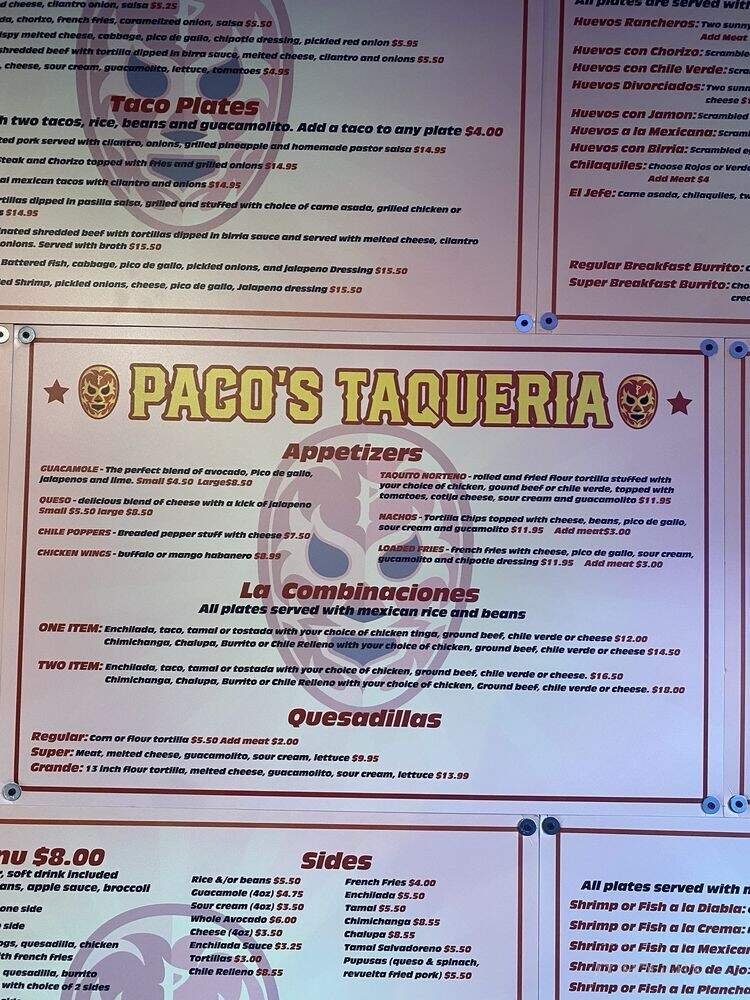 d cheese, cilantro onion, salsa $5.25
da, chorizo, french fries, caramelized onion, salsa $5.50
spy melted cheese, cabbage, pico de gallo, chipotle dressing, pickled red onion $5.95
shredded beef with tortilla dipped in birra sauce, melted cheese, cilantro and onions $5.50
, cheese, sour cream, guacamolito, lettuce, tomatoes $4.95
Taco Plates
h two tacos, rice, beans and guacamolito. Add a taco to any plate $4.00
ted pork served with cilantro, onions, grilled pineapple and homemade pastor salsa $14.95
Steak and Chorizo topped with fries and grilled onions $14.95
al mexican tacos with cilantro and onions $14.95
rtillas dipped in pasilla salsa, grilled and stuffed with choice of carne asada, grilled chicken or
s $14.95
inated shredded beef with tortillas dipped in birria sauce and served with melted cheese, cilantro
onions. Served with broth $15.50
Battered fish, cabbage, pico de gallo, pickled onions, and Jalapeno Dressing $15.50
led Shrimp, pickled onions, cheese, pico de gallo, Jalapeno dressing $15.50
All plates are served with
Huevos Rancheros: Two sunn
Add Meat
Huevos con Chorizo: Scramble
Huevos con Chile Verde: Scra
Huevos Divorciados: Two sunn
cheese $1
Huevos con Jamon: Scrambled
Huevos a la Mexicana: Scraml
Huevos con Birria: Scrambled e
Chilaquiles: Choose Rojos or Verde
Add Meat $4
El Jefe: Carne asada, chilaquiles, tw
Regular Breakfast Burrito: C
Super Breakfast Burrito: Cho
crea
PACO'S TAQUERIA
Appetizers
GUACAMOLE - The perfect blend of avocado, Pico de gallo,
jalapenos and lime. Small $4.50 Large$8.50
QUESO - delicious blend of cheese with a kick of jalapeno
Small $5.50 large $8.50
CHILE POPPERS - Breaded pepper stuff with cheese $7.50
CHICKEN WINGS - buffalo or mango habanero $8.99
TAQUITO NORTENO - rolled and fried flour tortilla stuffed with
your choice of chicken, gound beef or chile verde, topped with
tomatoes, cotija cheese, sour cream and guacamolito $11.95
NACHOS - Tortilla Chips topped with cheese, beans, pico de gallo,
sour cream and gucamolito $11.95 Add meat$3.00
LOADED FRIES - french fries with cheese, pico de gallo, sour cream,
gucamolito and chipotle dressing $11.95 Add meat $3.00
La Combinaciones
All plates served with mexican rice and beans
ONE ITEM: Enchilada, taco, tamal or tostada with your choice of chicken tinga, ground beef, chile verde or cheese $12.00
Chimichanga, Chalupa, Burrito or Chile Relleno with your choice of chicken, ground beef, chile verde or cheese $14.50
TWO ITEM: Enchilada, taco, tamal or tostada with your choice of chicken, ground beef, chile verde or cheese. $16.50
Chimichanga, Chalupa, Burrito or Chile Relleno with your choice of chicken, Ground beef, chile verde or cheese. $18.00
Quesadillas
Regular: Corn or flour tortilla $5.50 Add meat $2.00
Super: Meat, melted cheese, guacamolito, sour cream, lettuce $9.95
Grande: 13 inch flour tortilla, melted cheese, guacamolito, sour cream, lettuce $13.99
nu $8.00
, soft drink included
ans, apple sauce, broccoli
one side
side
ogs, quesadilla, chicken
th french fries
quesadilla, burrito
with choice of 2 sides
Sides
Rice &/or beans $5.50
Guacamole (4oz) $4.75
Sour cream (4oz) $3.50
Whole Avocado $6.00
Cheese (4oz) $3.50
Enchilada Sauce $3.25
Tortillas $3.00
Chile Relleno $8.55
French Fries $4.00
Enchilada $5.50
Tamal $5.50
Chimichanga $8.55
Chalupa $8.55
Tamal Salvadoreno $5.50
Pupusas (queso & spinach,
revuelta fried pork) $5.50
All plates served with m
Shrimp or Fish a la Diabla:
Shrimp or Fish a la Crema:
Shrimp or Fish a la Mexican
Shrimp or Fish Mojo de Ajo:
Shrimp or Fish a la Plancha